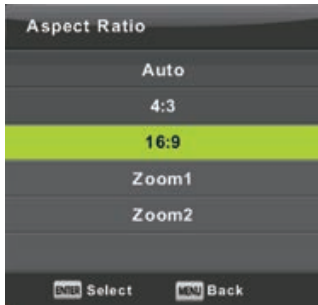 Aspect Ratio
Auto
4:3
16:9
Zoom1
Zoom2
ENTER Select MENU Back